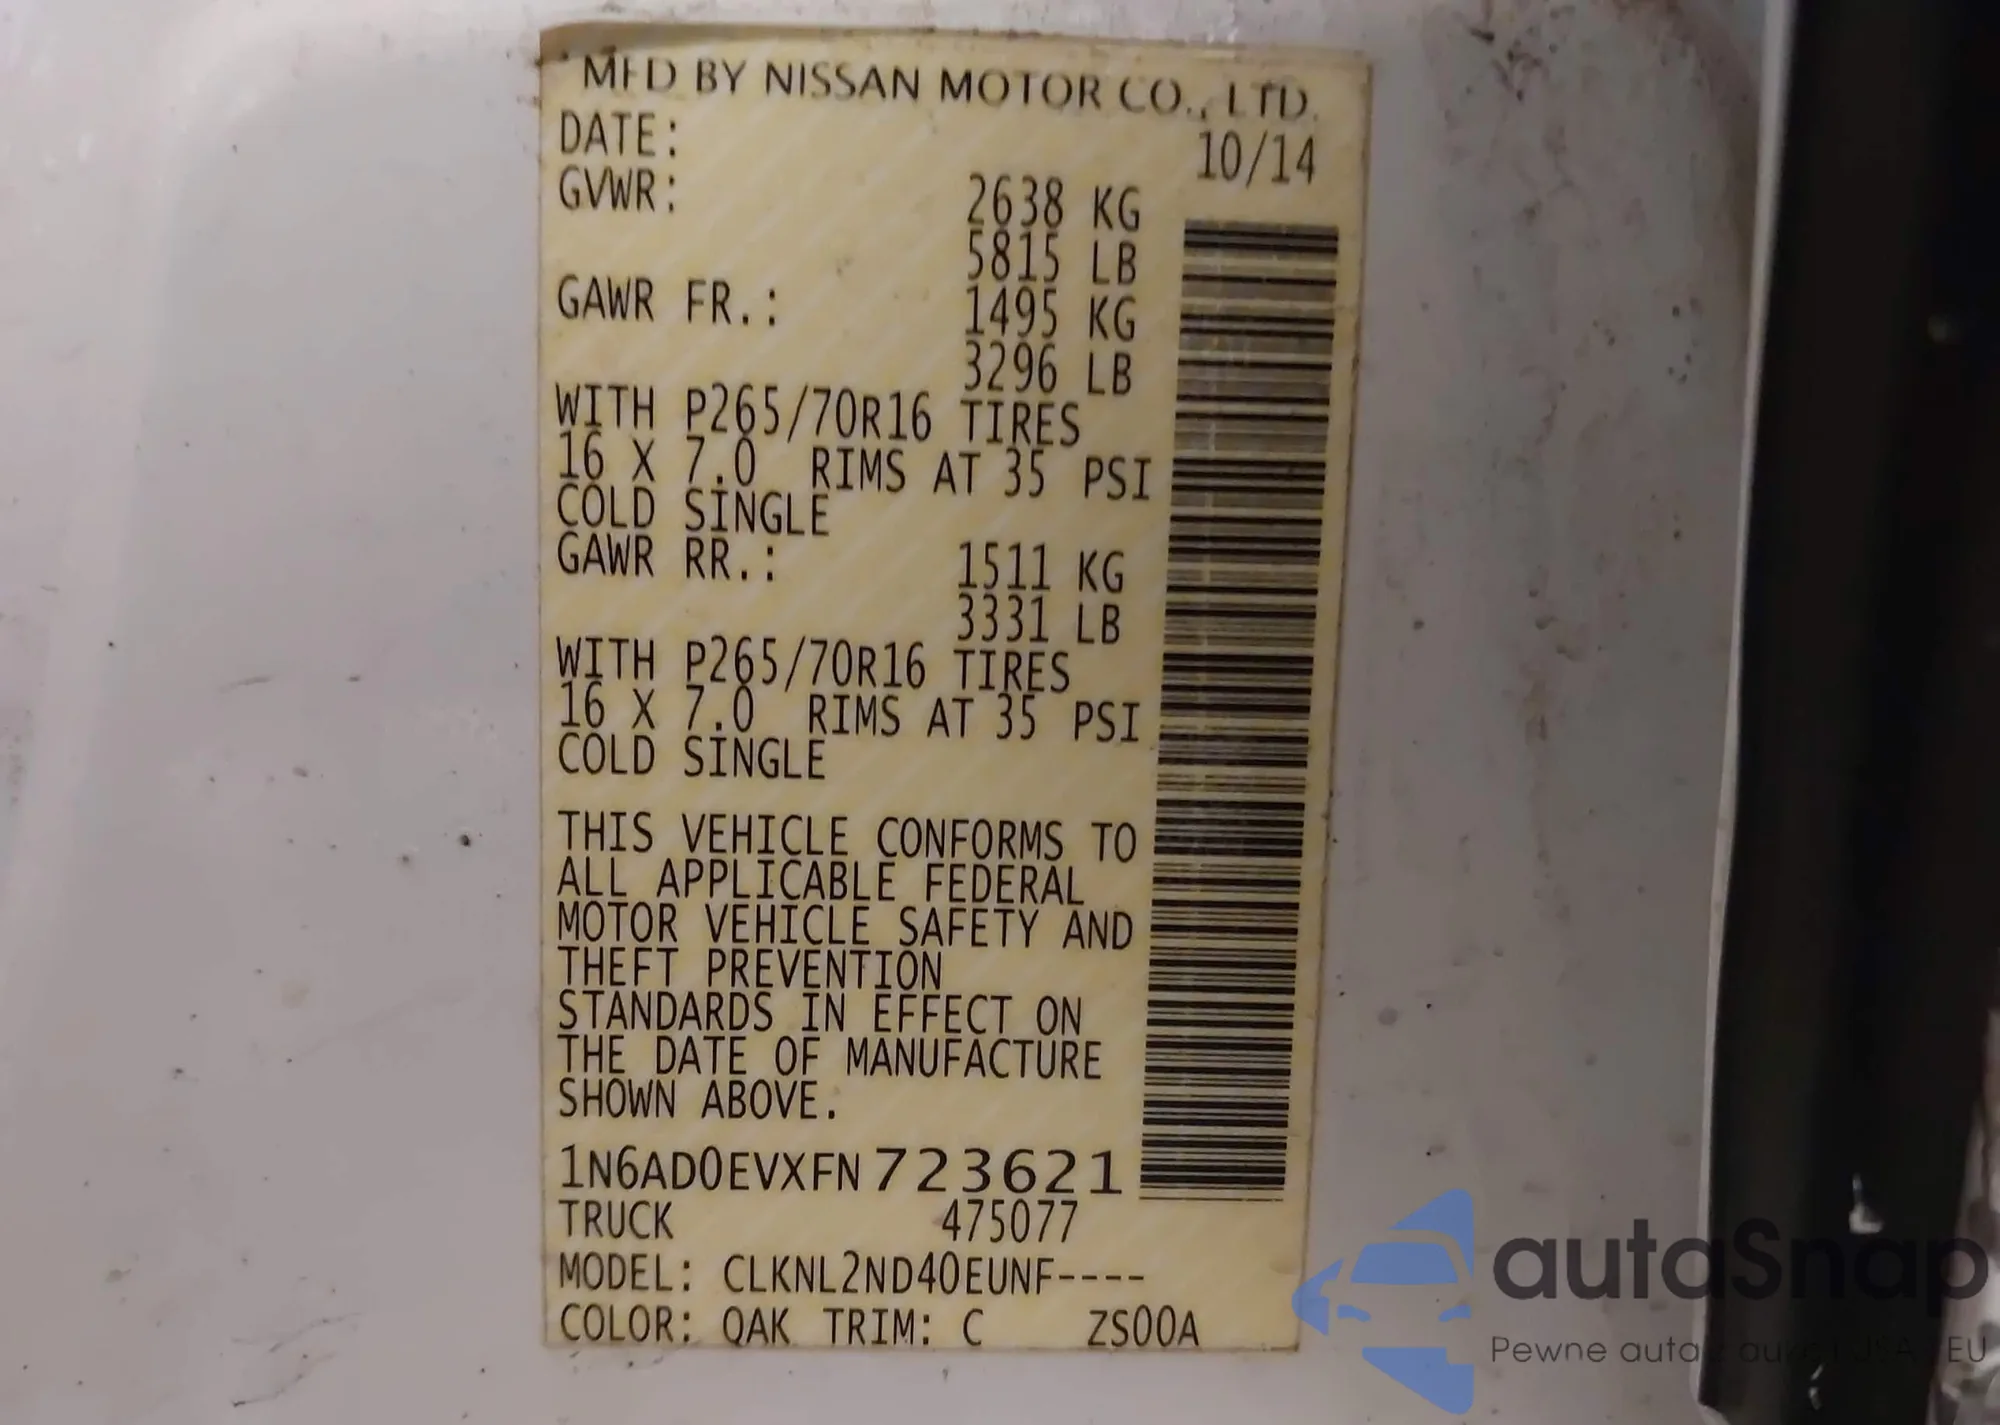 MFD BY NISSAN MOTOR CO., LTD.
DATE: 10/14
GVWR: 2638 KG
5815 LB
GAWR FR.: 1495 KG
3296 LB
WITH P265/70R16 TIRES
16 X 7.0 RIMS AT 35 PSI
COLD SINGLE
GAWR RR.: 1511 KG
3331 LB
WITH P265/70R16 TIRES
16 X 7.0 RIMS AT 35 PSI
COLD SINGLE
THIS VEHICLE CONFORMS TO
ALL APPLICABLE FEDERAL
MOTOR VEHICLE SAFETY AND
THEFT PREVENTION
STANDARDS IN EFFECT ON
THE DATE OF MANUFACTURE
SHOWN ABOVE.
1N6AD0EVXFN723621
TRUCK 475077
MODEL: CLKNL2ND40EUNF----
COLOR: QAK TRIM: C ZS00A
autaSnap
Pewne auta EU